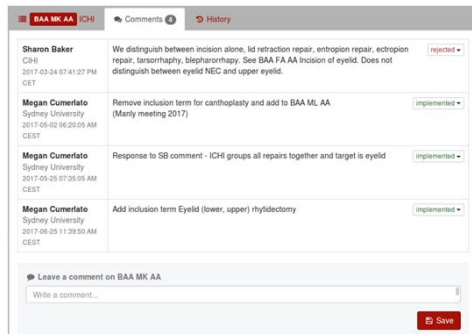 BAA MK AA ICHI Comments 4 History
Sharon Baker
CIHI
2017-03-24 07:41:27 PM
CET
We distinguish between incision alone, lid retraction repair, entropion repair, ectropion
repair, tarsorrhaphy, blepharorrhapy. See BAA FA AA Incision of eyelid. Does not
distinguish between eyelid NEC and upper eyelid.
rejected
Megan Cumerlato
Sydney University
2017-05-02 06:20:05 AM
CEST
Remove inclusion term for canthoplasty and add to BAA ML AA
(Manly meeting 2017)
implemented
Megan Cumerlato
Sydney University
2017-05-25 07:35:05 AM
CEST
Response to SB comment - ICHI groups all repairs together and target is eyelid
implemented
Megan Cumerlato
Sydney University
2017-06-25 11:39:50 AM
CEST
Add inclusion term Eyelid (lower, upper) rhytidectomy
implemented
Leave a comment on BAA MK AA
Write a comment...
Save